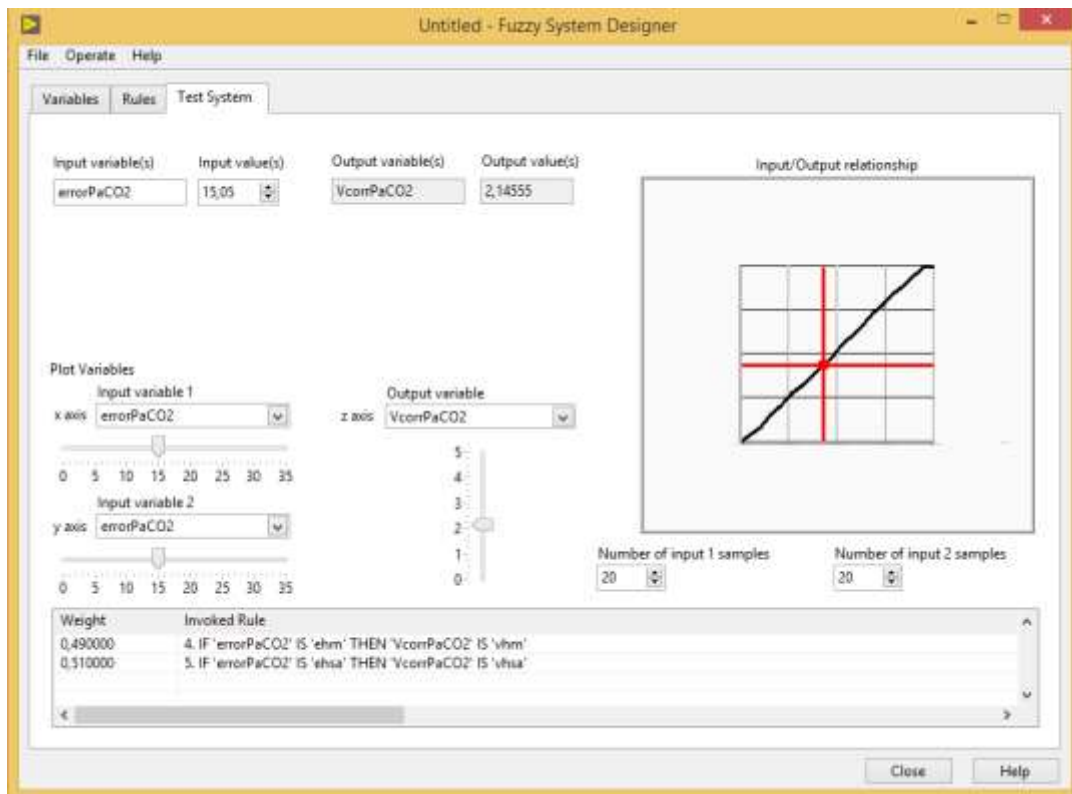 Untitled - Fuzzy System Designer
File Operate Help
Variables Rules Test System
Input variable(s) Input value(s) Output variable(s) Output value(s) Input/Output relationship
errorPaCO2 15,05 VcorrPaCO2 2,14555
Plot Variables
Input variable 1 Output variable
x axis errorPaCO2 z axis VcorrPaCO2
0 5 10 15 20 25 30 35
Input variable 2
y axis errorPaCO2
0 5 10 15 20 25 30 35
5
4
3
2
1
0
Number of input 1 samples Number of input 2 samples
20 20
Weight Invoked Rule
0,490000 4. IF 'errorPaCO2' IS 'ehm' THEN 'VcorrPaCO2' IS 'vhm'
0,510000 5. IF 'errorPaCO2' IS 'ehsa' THEN 'VcorrPaCO2' IS 'vhsa'
Close Help